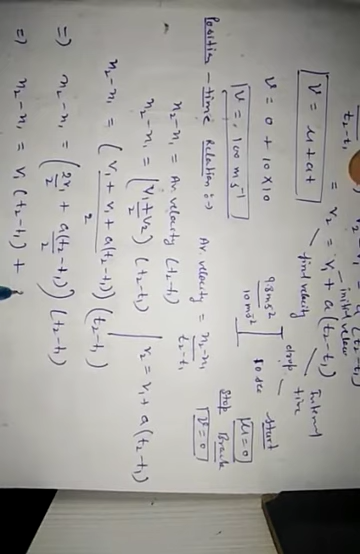 t₂-t₁
= v₂ = v₁ + a(t₂-t₁)
final velocity
initial veloci
time
V = u + at
V = 0 + 10 × 10
V = 100 m s⁻¹
9.8 ms⁻²
10 ms⁻²
drop
10 sec
Start
u = 0
Stop Break
V = 0
Position - time Relation :→
Av. velocity = x₂-x₁ / t₂-t₁
x₂-x₁ = Av. velocity (t₂-t₁)
x₂-x₁ = (V₁+V₂ / 2) (t₂-t₁)
x₂-x₁ = (V₁ + V₁ + a(t₂-t₁) / 2) (t₂-t₁)
v₂ = v₁ + a(t₂-t₁)
⇒ x₂-x₁ = (2V₁/2 + a(t₂-t₁)/2) (t₂-t₁)
⇒ x₂-x₁ = V₁ (t₂-t₁) +